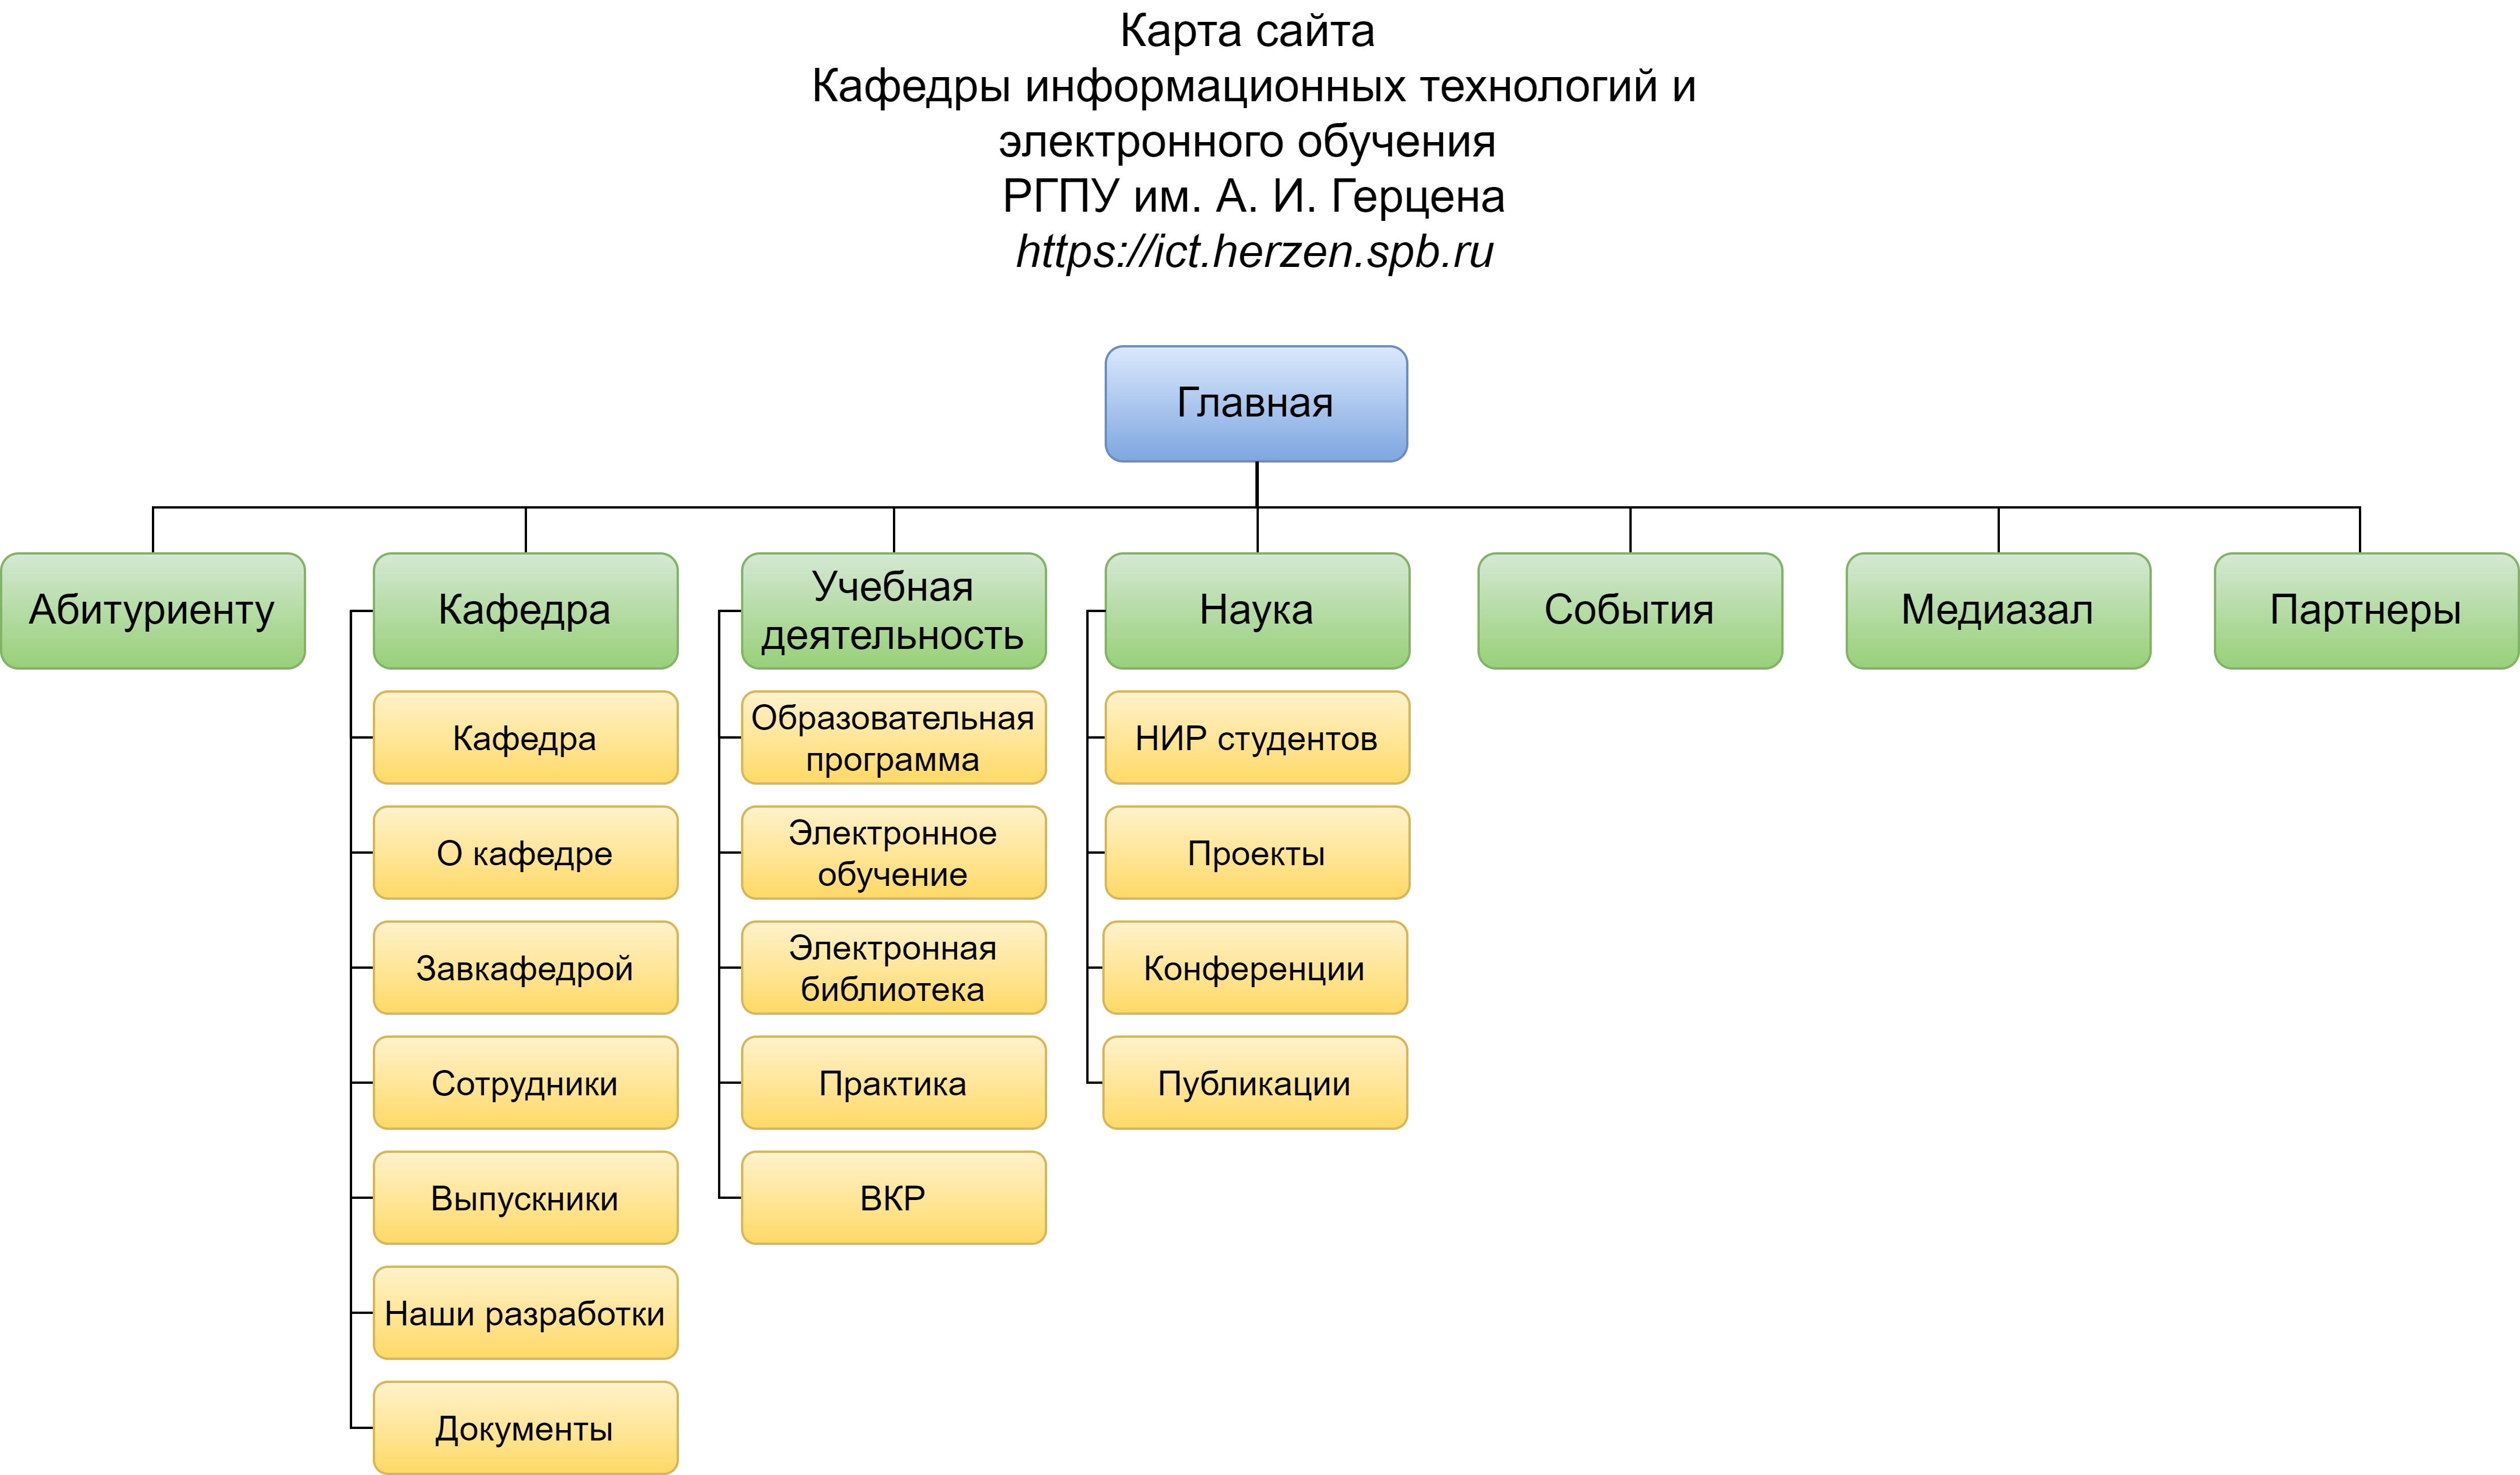 Карта сайта
Кафедры информационных технологий и
электронного обучения
РГПУ им. А. И. Герцена
https://ict.herzen.spb.ru
Главная
Абитуриенту
Кафедра
Учебная
деятельность
Наука
События
Медиазал
Партнеры
Кафедра
О кафедре
Завкафедрой
Сотрудники
Выпускники
Наши разработки
Документы
Образовательная
программа
Электронное
обучение
Электронная
библиотека
Практика
ВКР
НИР студентов
Проекты
Конференции
Публикации